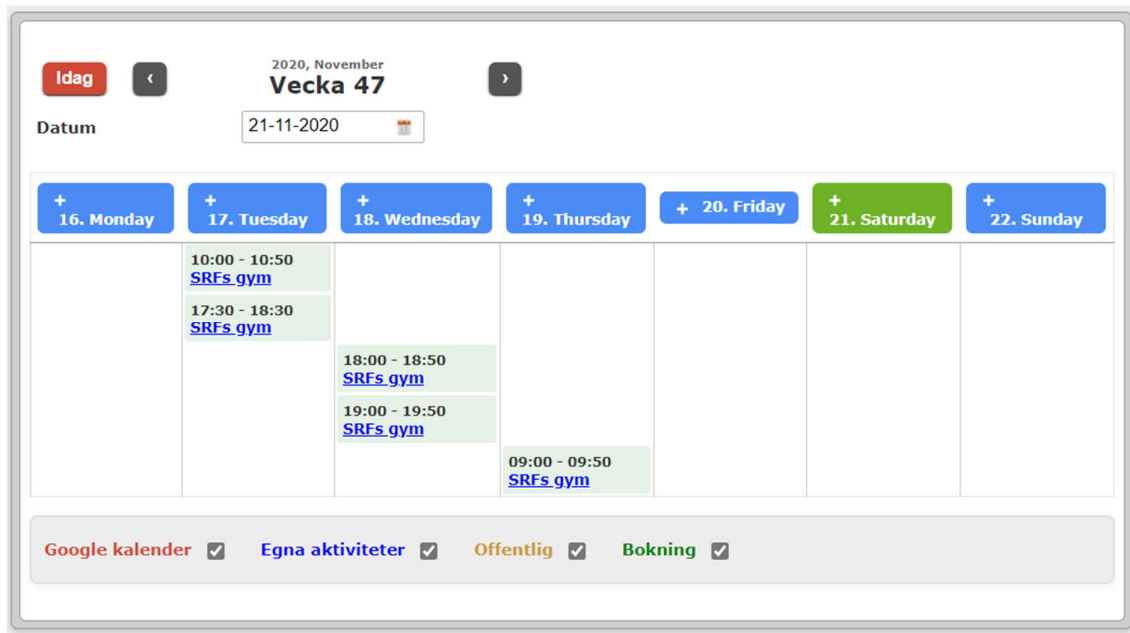 Idag
‹
2020, November
Vecka 47
›
Datum
21-11-2020
+
16. Monday
+
17. Tuesday
+
18. Wednesday
+
19. Thursday
+ 20. Friday
+
21. Saturday
+
22. Sunday
10:00 - 10:50
SRFs gym
17:30 - 18:30
SRFs gym
18:00 - 18:50
SRFs gym
19:00 - 19:50
SRFs gym
09:00 - 09:50
SRFs gym
Google kalender Egna aktiviteter Offentlig Bokning